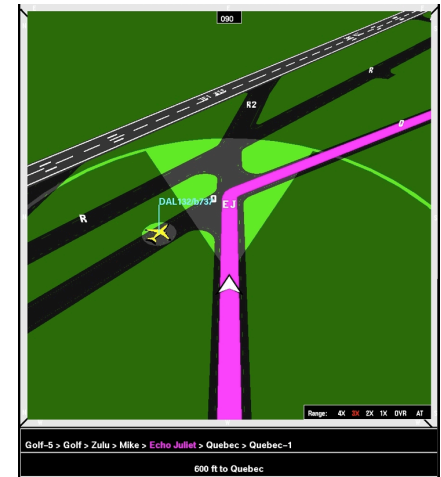 090
R
R2
Q
DAL132/b737
Q
EJ
R
Range: 4X 3X 2X 1X OVR AT
Golf-5 > Golf > Zulu > Mike > Echo Juliet > Quebec > Quebec-1
600 ft to Quebec